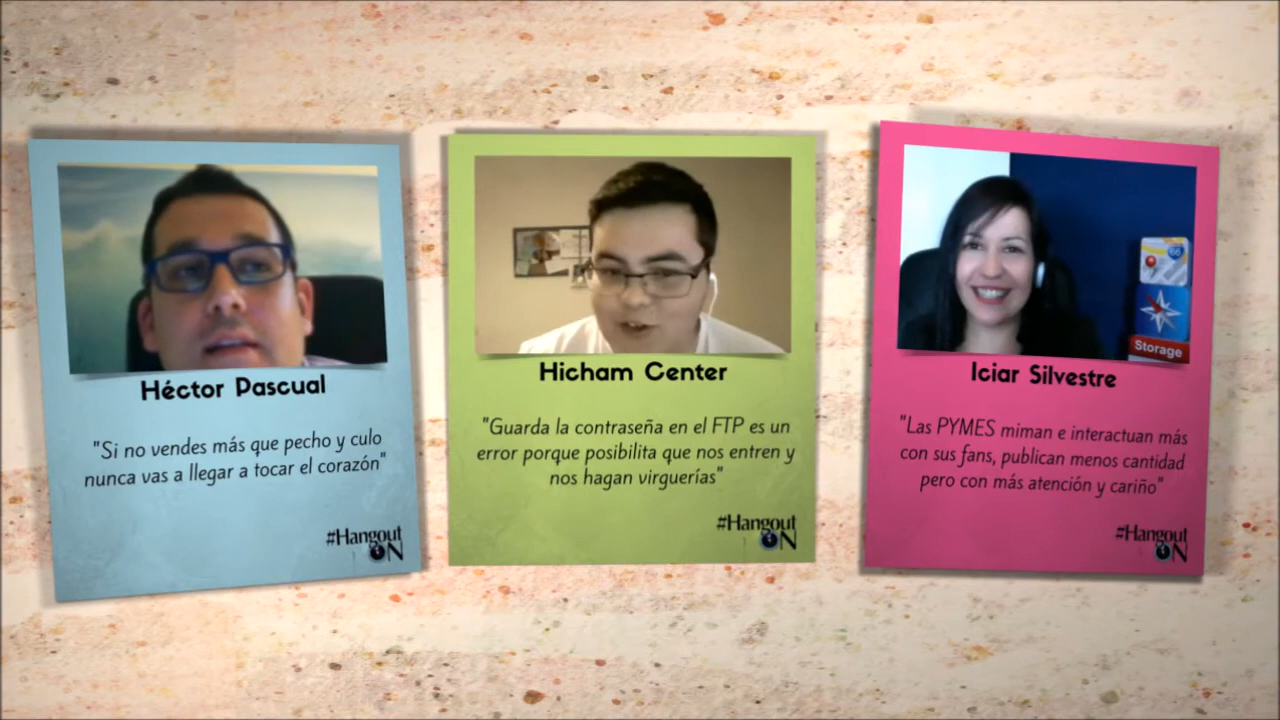 Héctor Pascual
"Si no vendes más que pecho y culo
nunca vas a llegar a tocar el corazón"
#Hangout
ON
Hicham Center
"Guarda la contraseña en el FTP es un
error porque posibilita que nos entren y
nos hagan virguerías"
#Hangout
ON
Storage
Iciar Silvestre
"Las PYMES miman e interactuan más
con sus fans, publican menos cantidad
pero con más atención y cariño"
#Hangout
ON